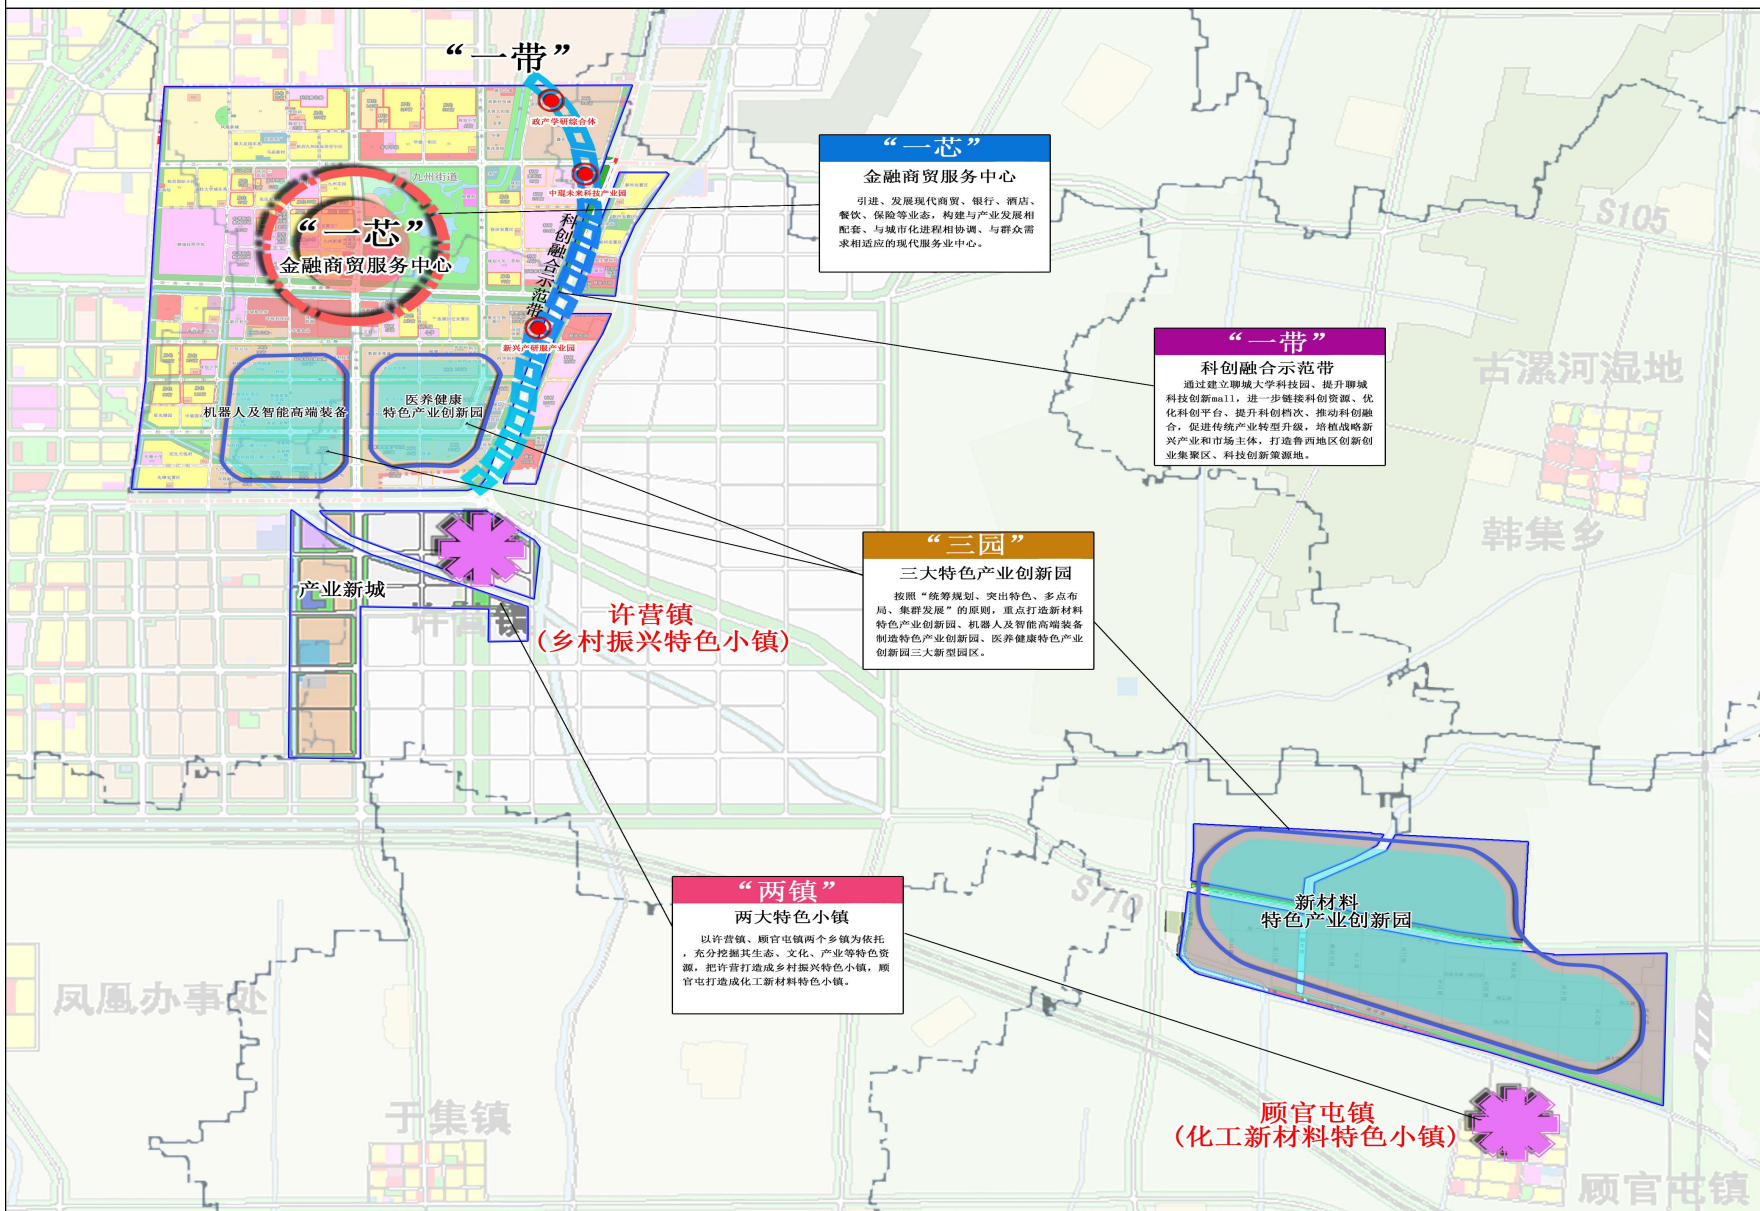 “一带”
政产学研综合体
九州街道
中琨未来科技产业园
科创融合示范带
“一芯”
金融商贸服务中心
新兴产研服产业园
机器人及智能高端装备
医养健康
特色产业创新园
“一芯”
金融商贸服务中心
引进、发展现代商贸、银行、酒店、
餐饮、保险等业态，构建与产业发展相
配套、与城市化进程相协调、与群众需
求相适应的现代服务业中心。
S105
“一带”
科创融合示范带
通过建立聊城大学科技园、提升聊城
科技创新mall，进一步链接科创资源、优
化科创平台、提升科创档次、推动科创融
合，促进传统产业转型升级，培植战略新
兴产业和市场主体，打造鲁西地区创新创
业集聚区、科技创新策源地。
古漯河湿地
韩集乡
“三园”
三大特色产业创新园
按照“统筹规划、突出特色、多点布
局、集群发展”的原则，重点打造新材料
特色产业创新园、机器人及智能高端装备
制造特色产业创新园、医养健康特色产业
创新园三大新型园区。
产业新城
许营镇
许营镇
(乡村振兴特色小镇)
“两镇”
两大特色小镇
以许营镇、顾官屯镇两个乡镇为依托
，充分挖掘其生态、文化、产业等特色资
源，把许营打造成乡村振兴特色小镇，顾
官屯打造成化工新材料特色小镇。
S710
新材料
特色产业创新园
凤凰办事处
于集镇
顾官屯镇
(化工新材料特色小镇)
顾官屯镇